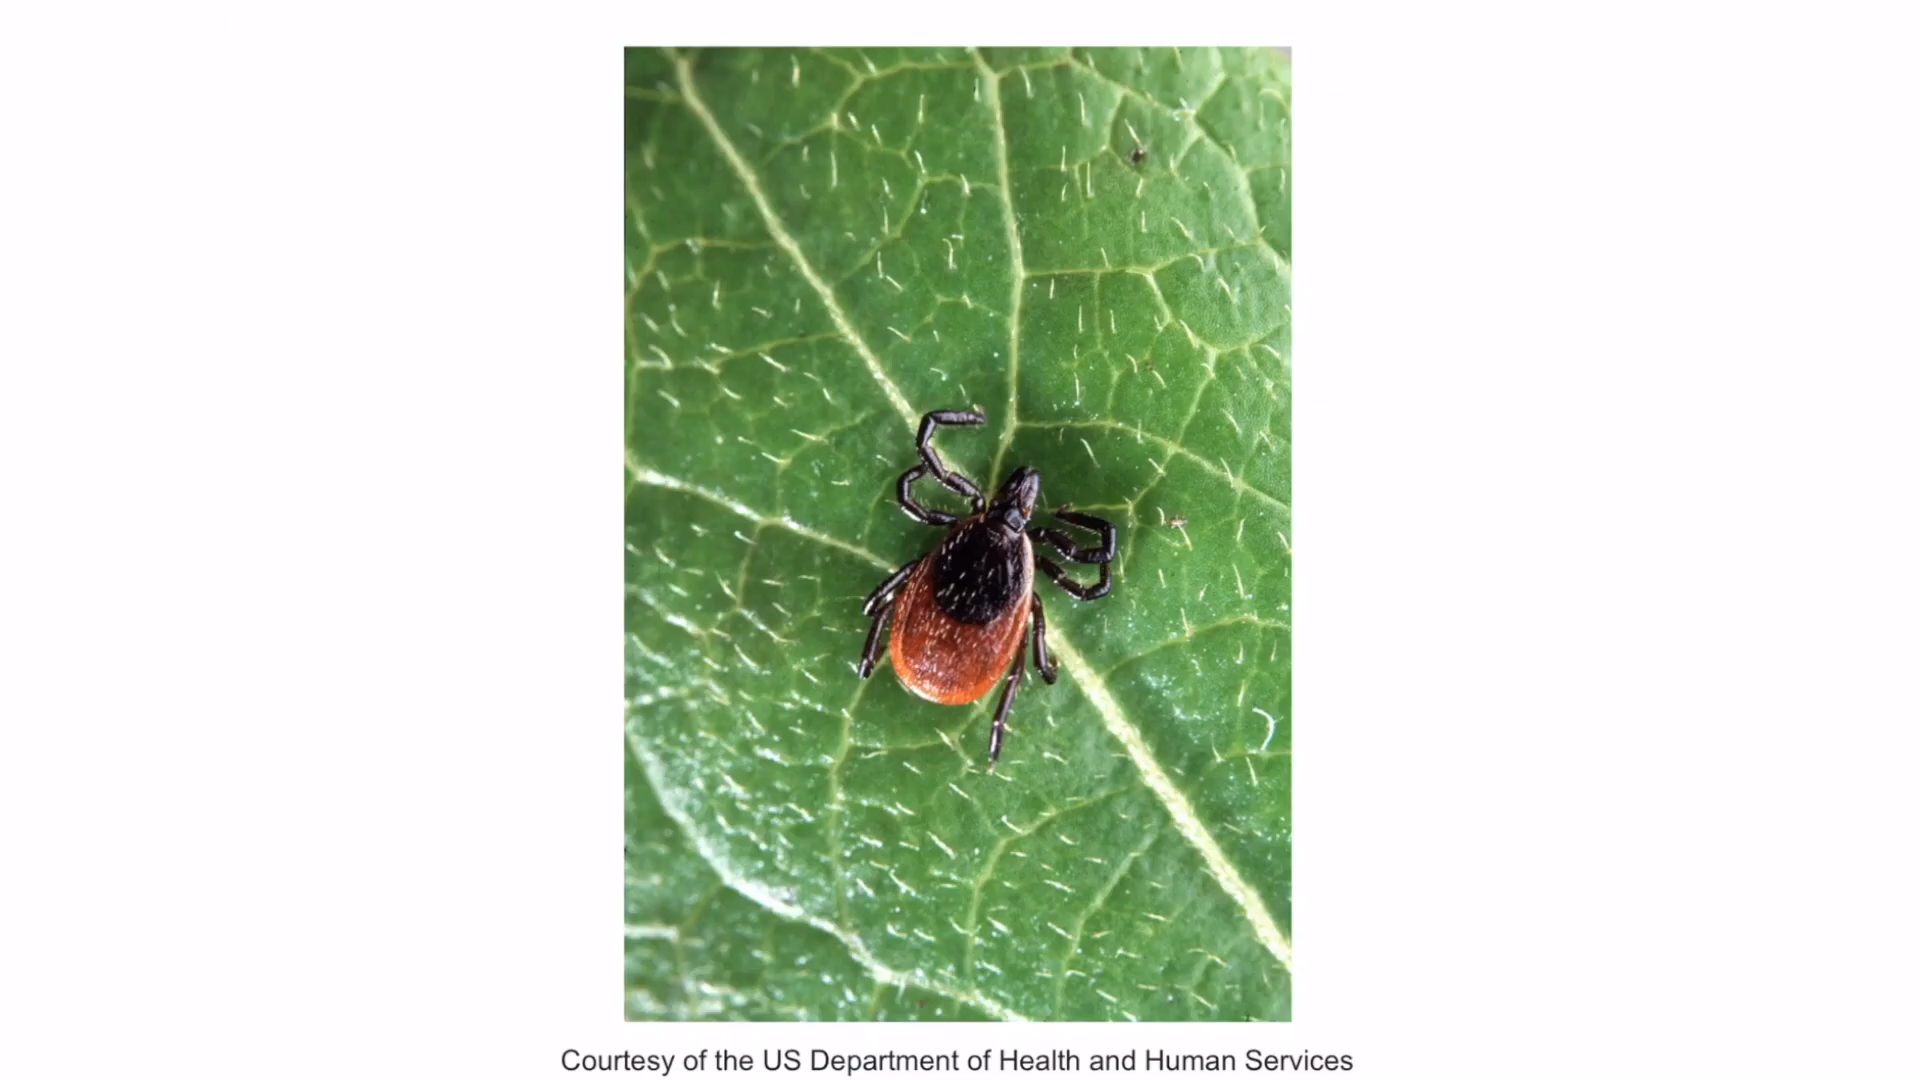 Courtesy of the US Department of Health and Human Services